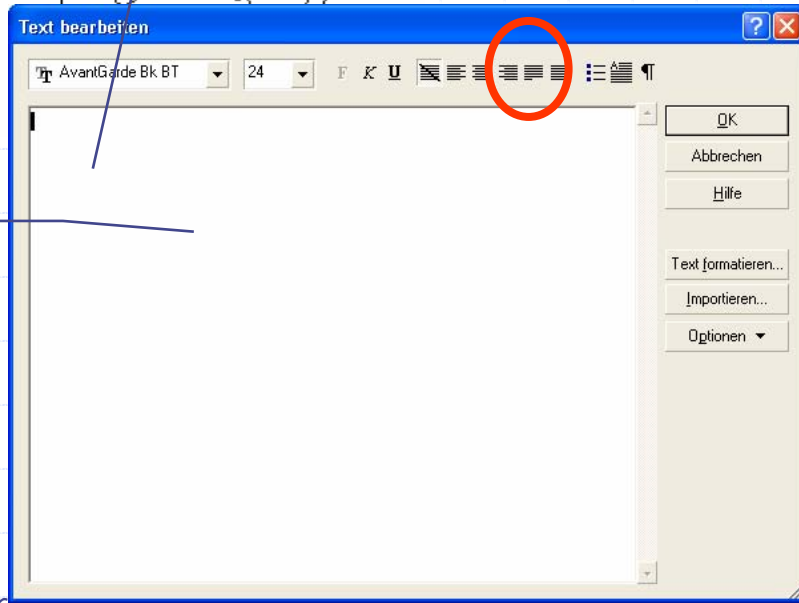 Text bearbeiten
AvantGarde Bk BT 24 F K U ¶
OK
Abbrechen
Hilfe
Text formatieren...
Importieren...
Optionen